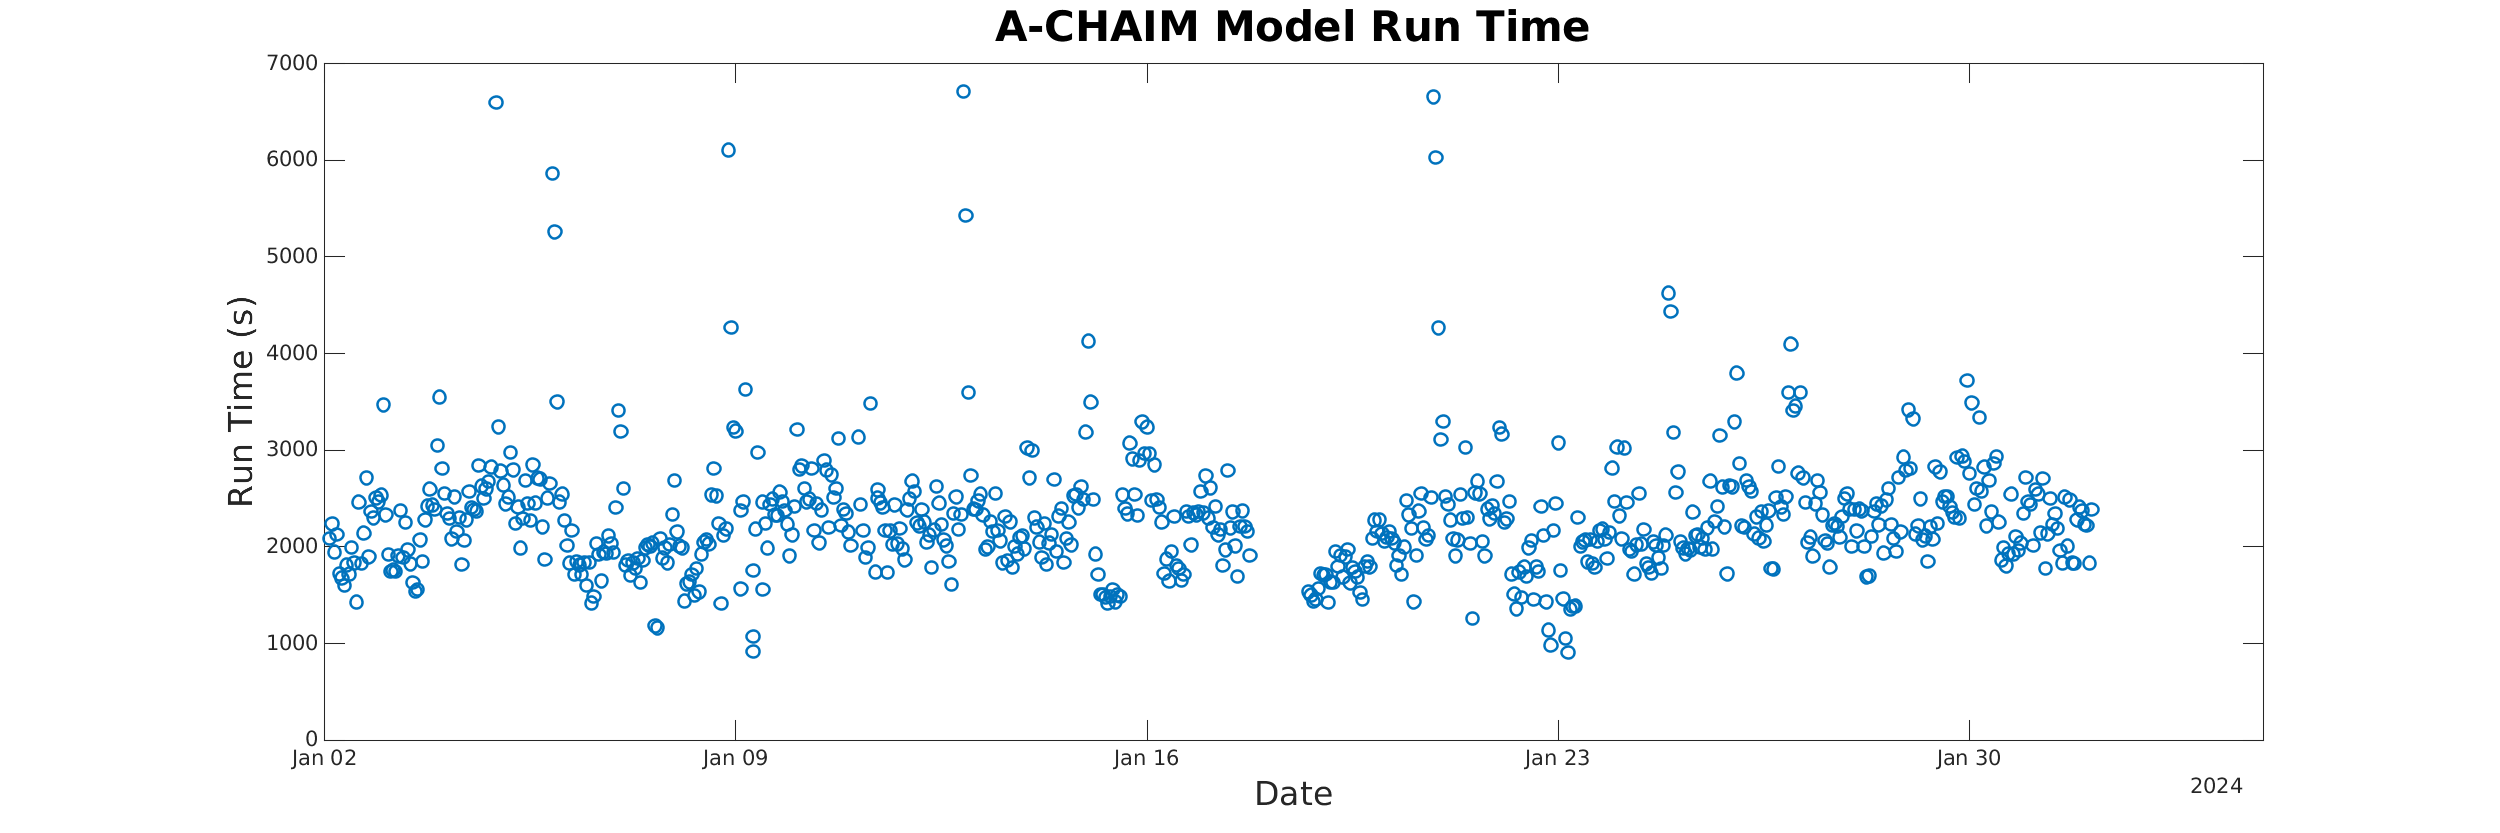 A-CHAIM Model Run Time
7000
6000
5000
4000
3000
2000
1000
0
Run Time (s)
Jan 02 Jan 09 Jan 16 Jan 23 Jan 30
2024
Date